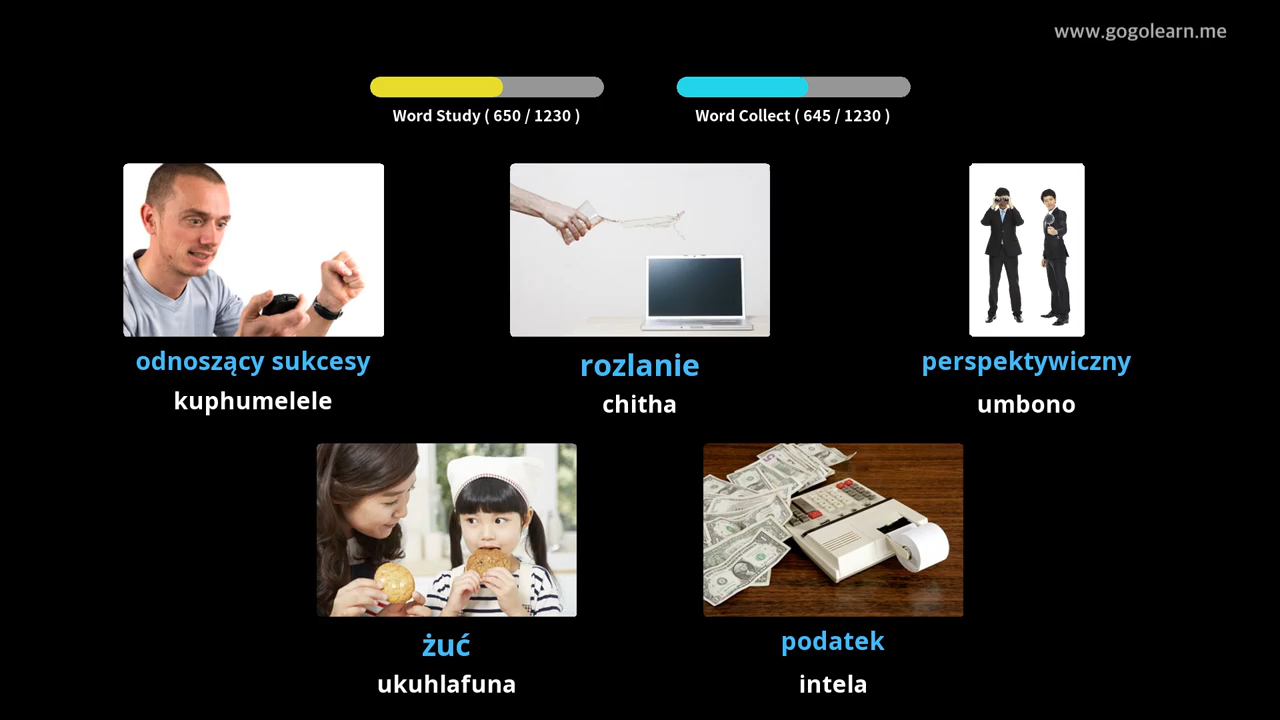 www.gogolearn.me
Word Study ( 650 / 1230 )
Word Collect ( 645 / 1230 )
odnoszący sukcesy
kuphumelele
rozlanie
chitha
perspektywiczny
umbono
żuć
ukuhlafuna
podatek
intela